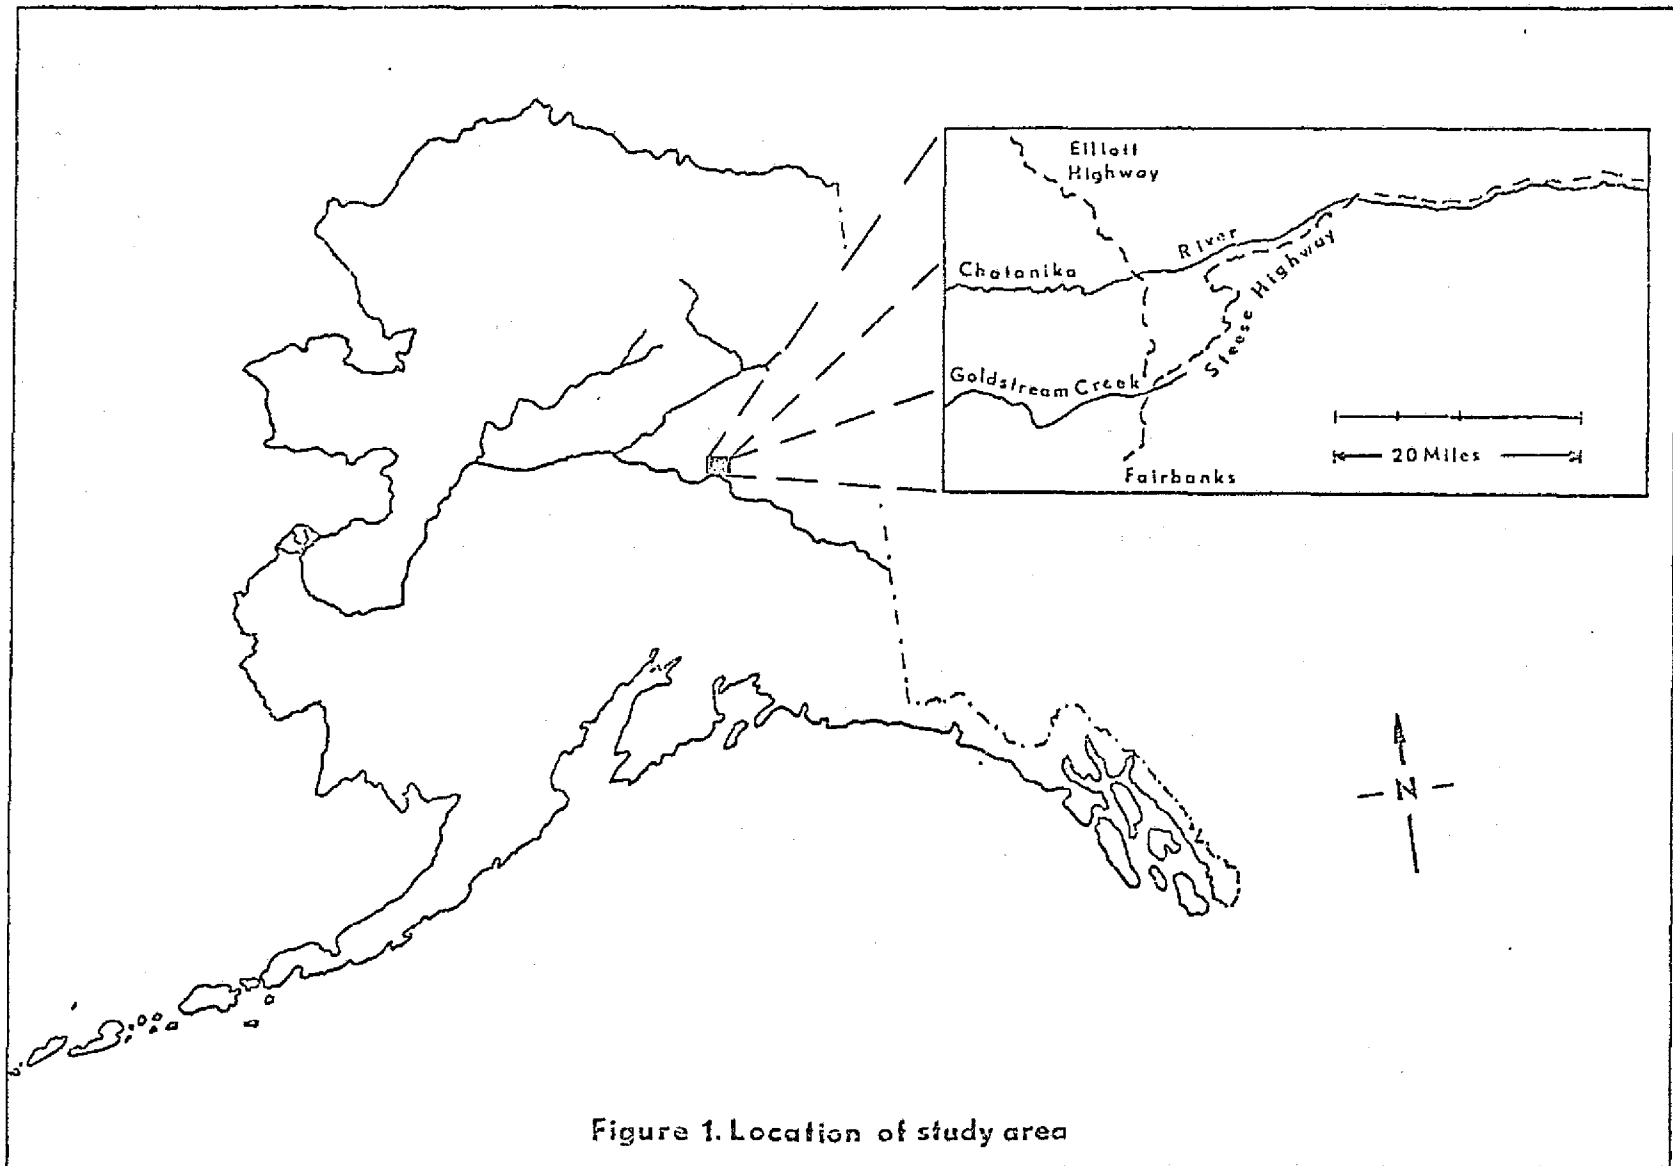 Elliott
Highway
River
Chatanika
Steese Highway
Goldstream Creek
20 Miles
Fairbanks
N
Figure 1. Location of study area